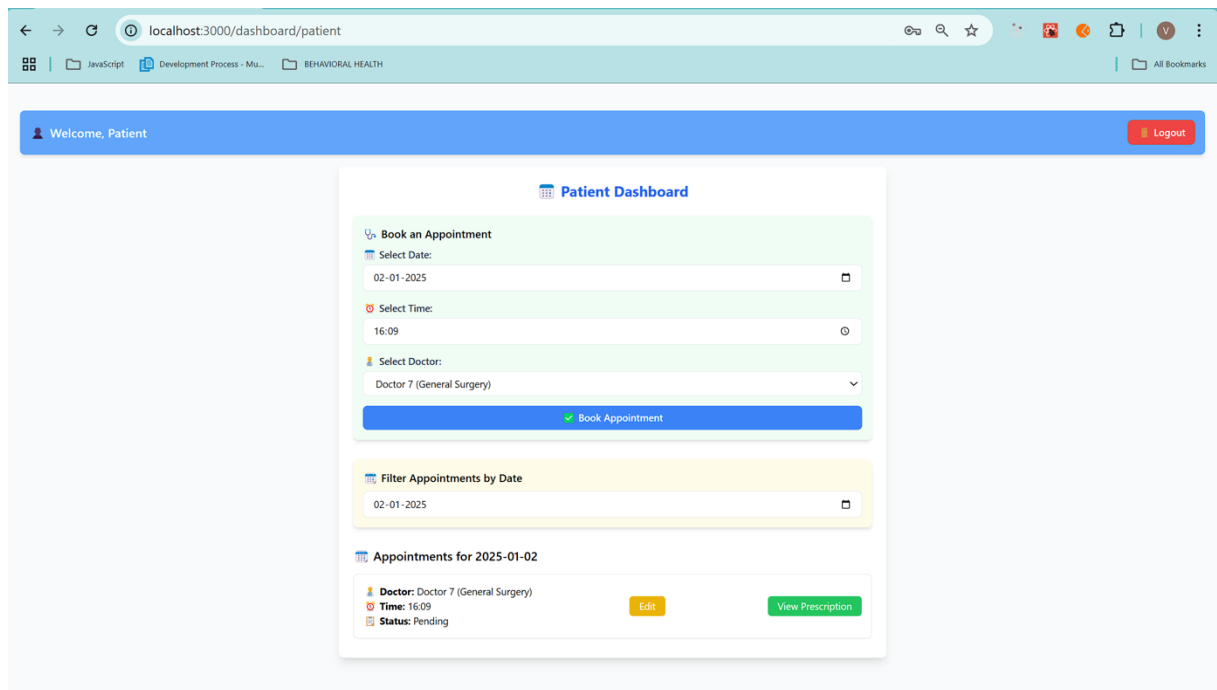 localhost:3000/dashboard/patient
V
JavaScript
Development Process - Mu...
BEHAVIORAL HEALTH
All Bookmarks
Welcome, Patient
Logout
Patient Dashboard
Book an Appointment
Select Date:
02-01-2025
Select Time:
16:09
Select Doctor:
Doctor 7 (General Surgery)
Book Appointment
Filter Appointments by Date
02-01-2025
Appointments for 2025-01-02
Doctor: Doctor 7 (General Surgery)
Time: 16:09
Status: Pending
Edit
View Prescription